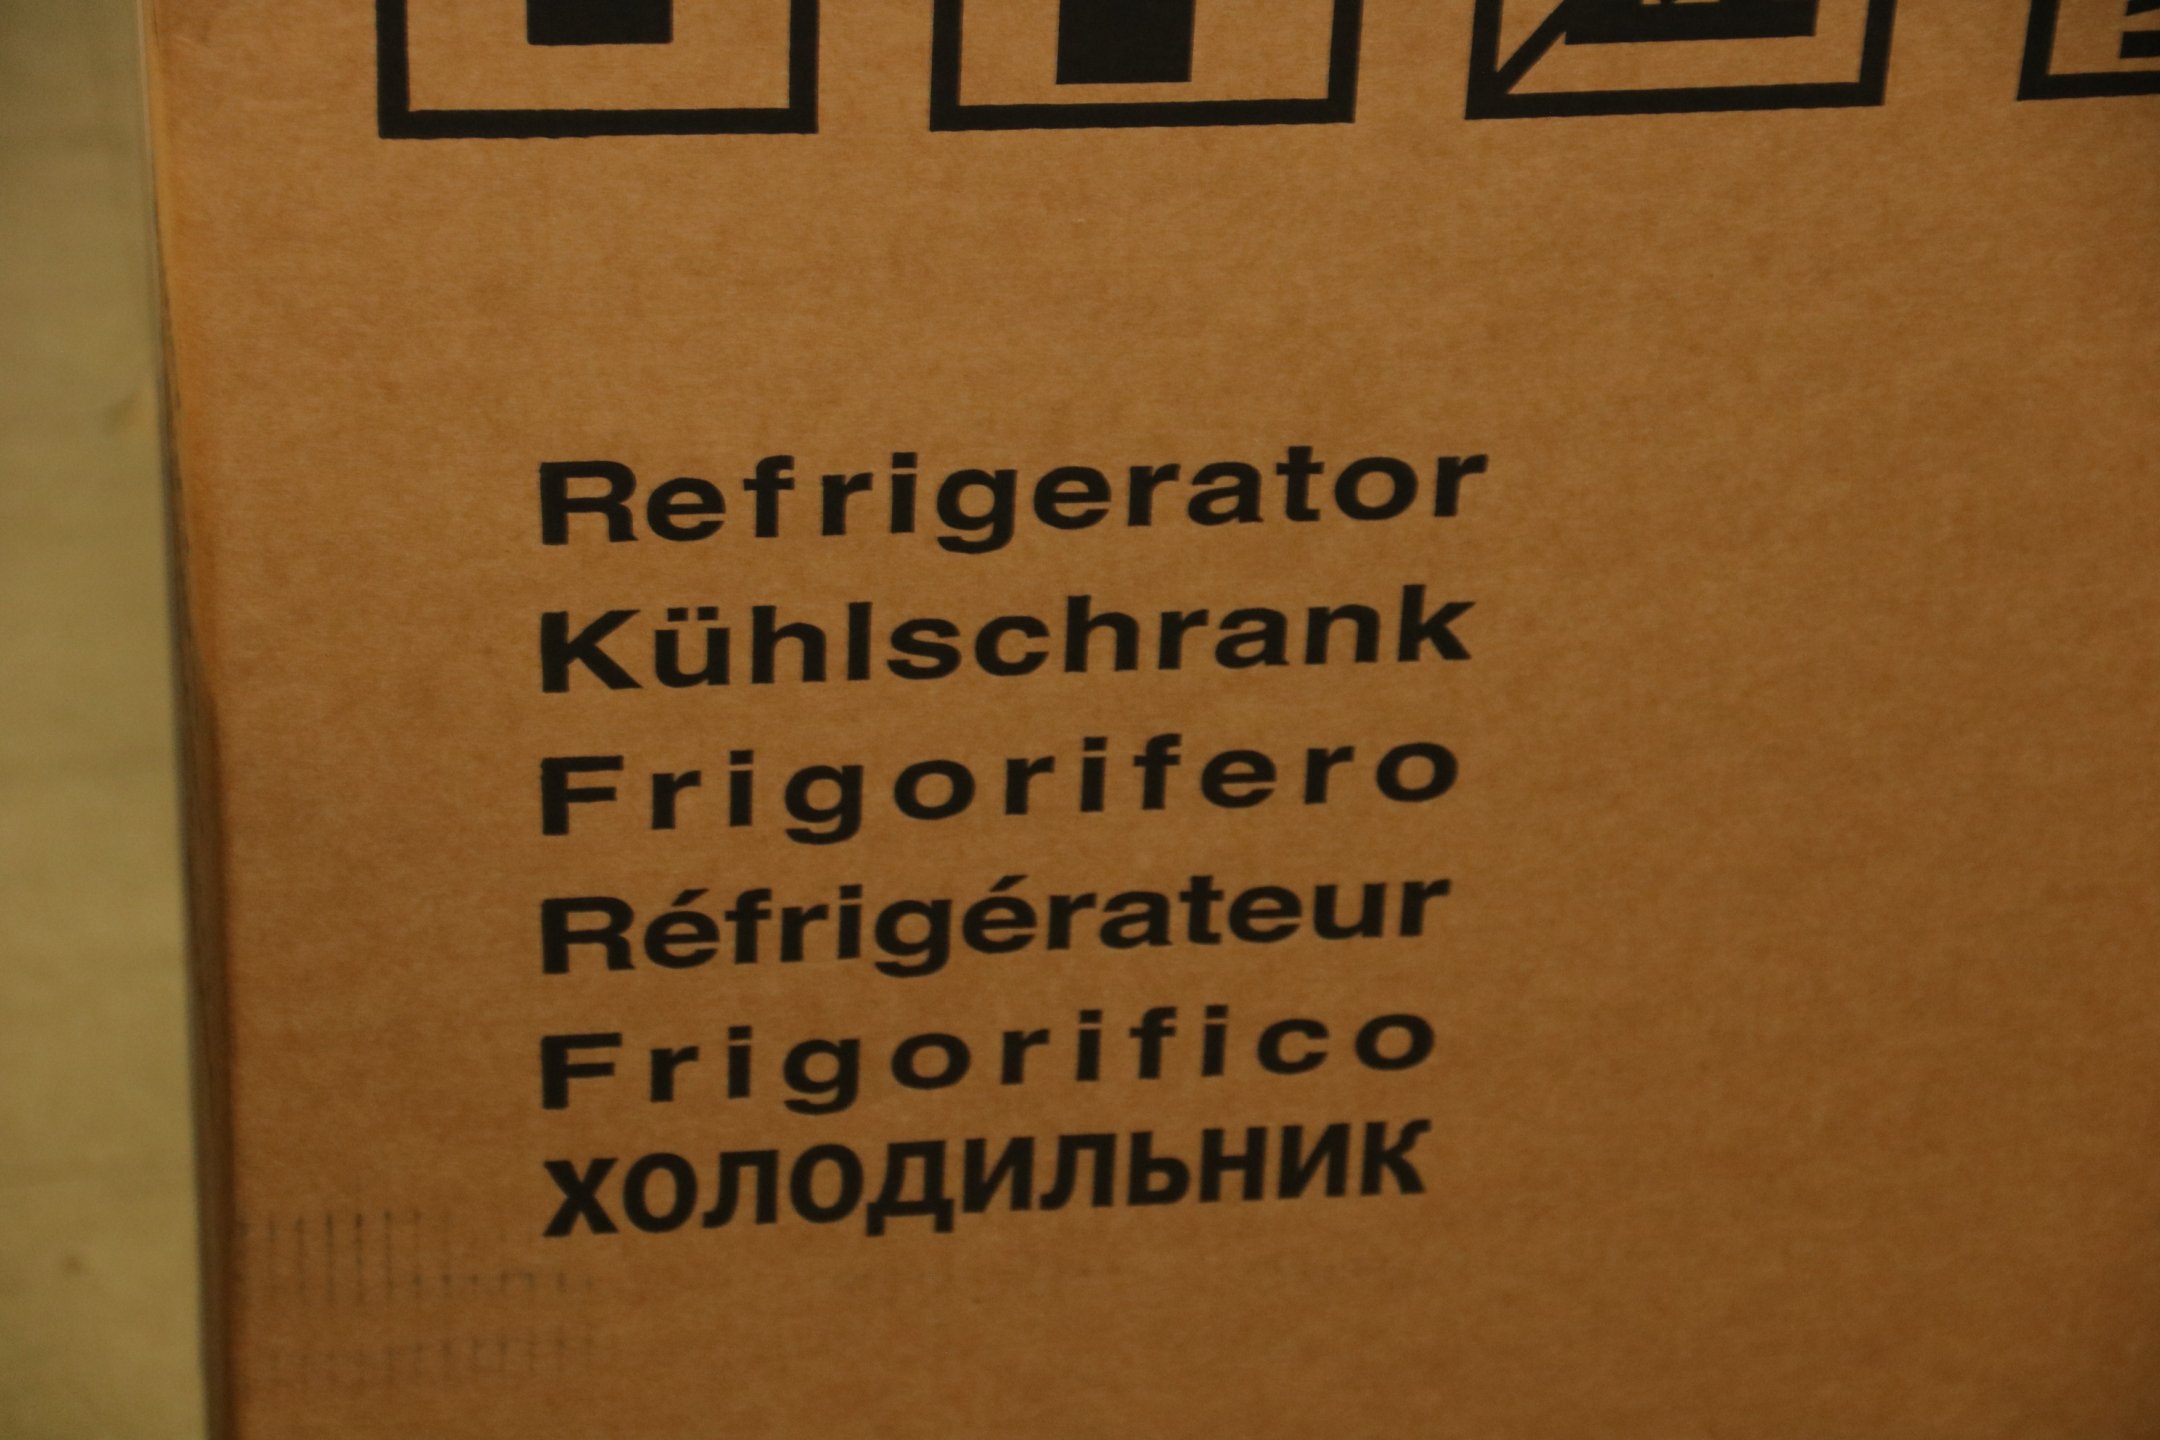 Refrigerator
Kühlschrank
Frigorifero
Réfrigérateur
Frigorifico
холодильник